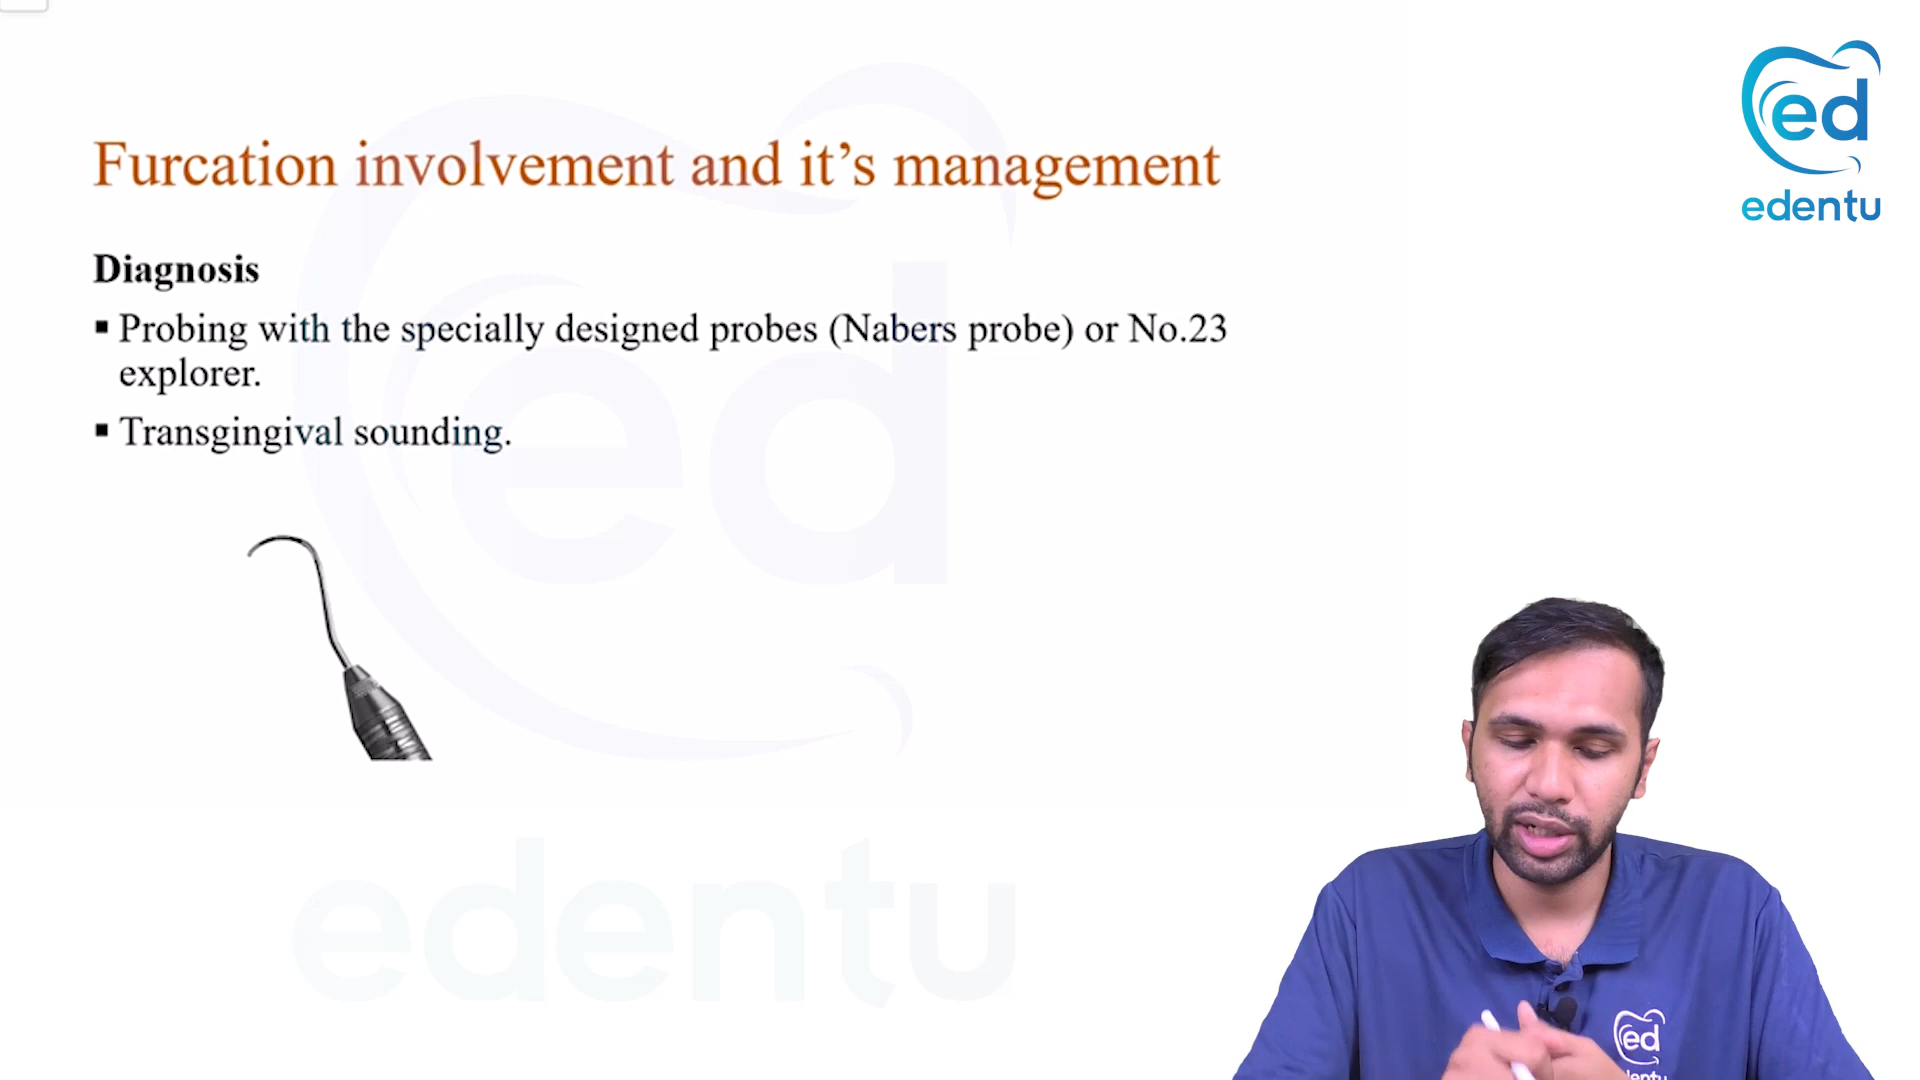 ed
edentu
Furcation involvement and it’s management
Diagnosis
▪ Probing with the specially designed probes (Nabers probe) or No.23
explorer.
▪ Transgingival sounding.
ed
edentu
ed